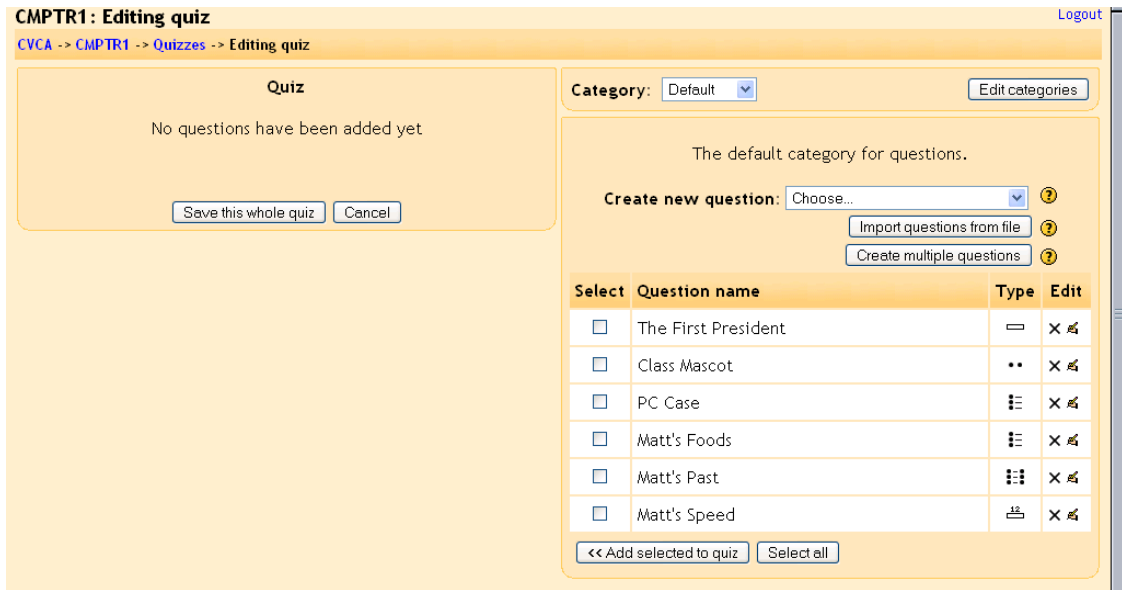 CMPTR1: Editing quiz
Logout
CVCA -> CMPTR1 -> Quizzes -> Editing quiz
Quiz
No questions have been added yet
Save this whole quiz Cancel
Category: Default Edit categories
The default category for questions.
Create new question: Choose... ?
Import questions from file ?
Create multiple questions ?
Select Question name Type Edit
The First President
Class Mascot
PC Case
Matt's Foods
Matt's Past
Matt's Speed 12
<< Add selected to quiz Select all